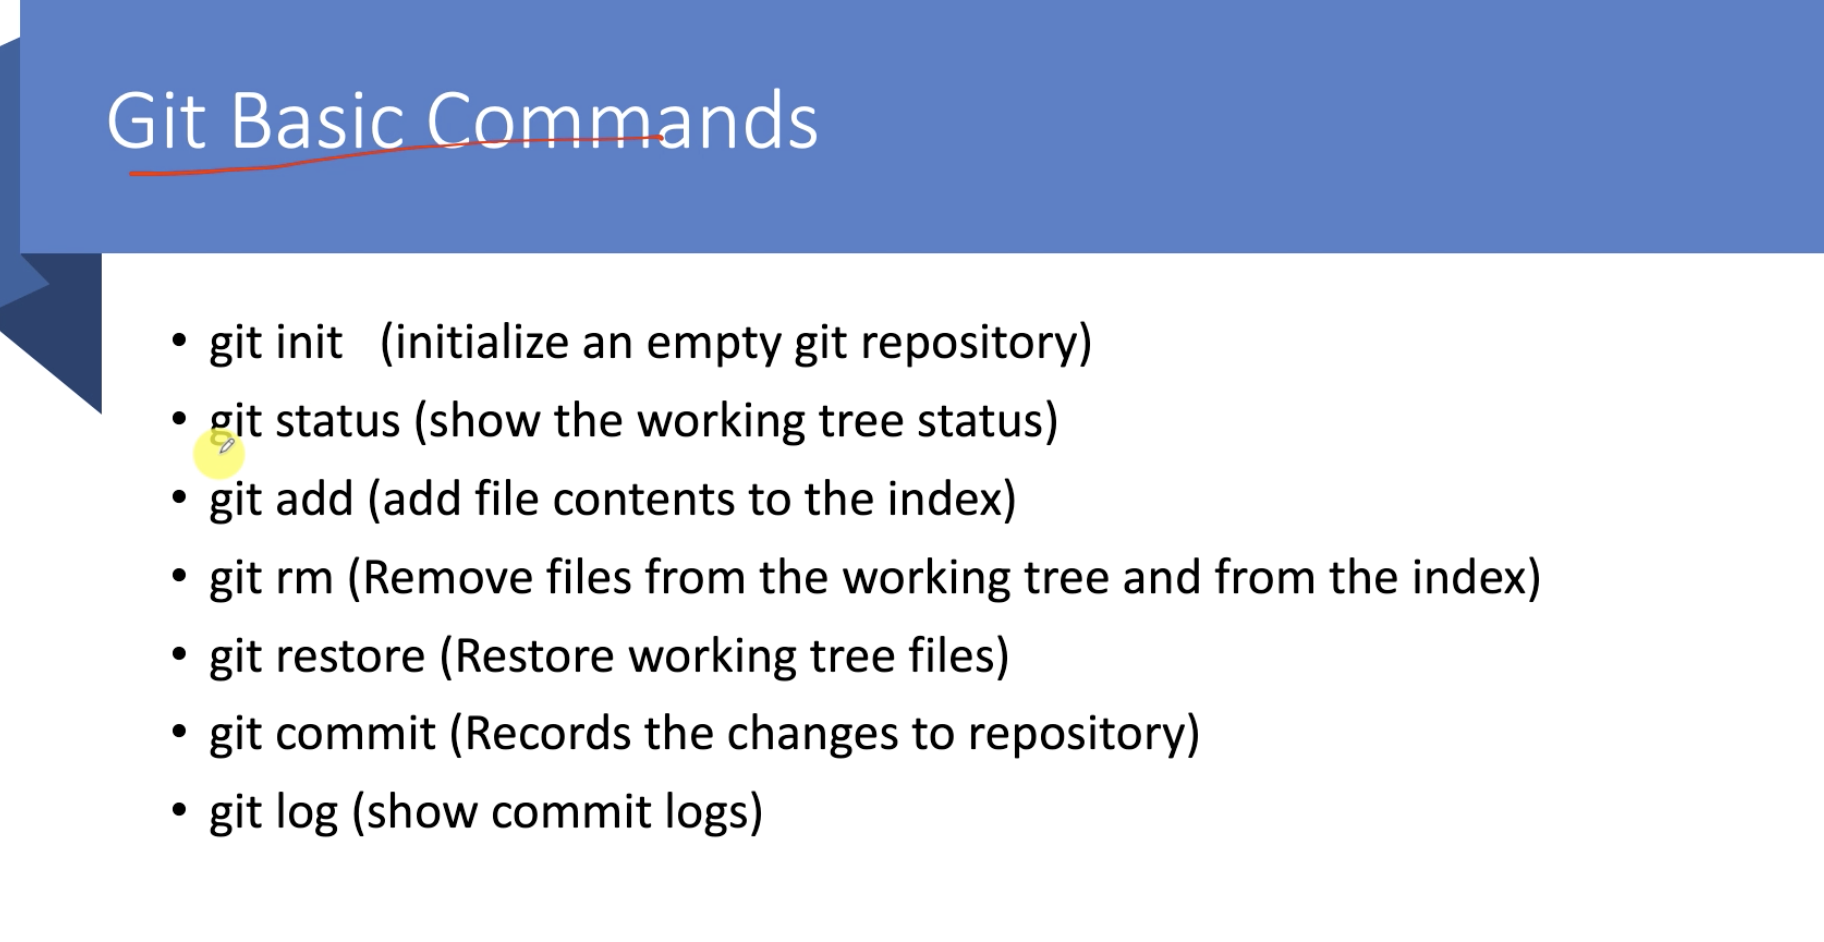 Git Basic Commands
• git init (initialize an empty git repository)
• git status (show the working tree status)
• git add (add file contents to the index)
• git rm (Remove files from the working tree and from the index)
• git restore (Restore working tree files)
• git commit (Records the changes to repository)
• git log (show commit logs)